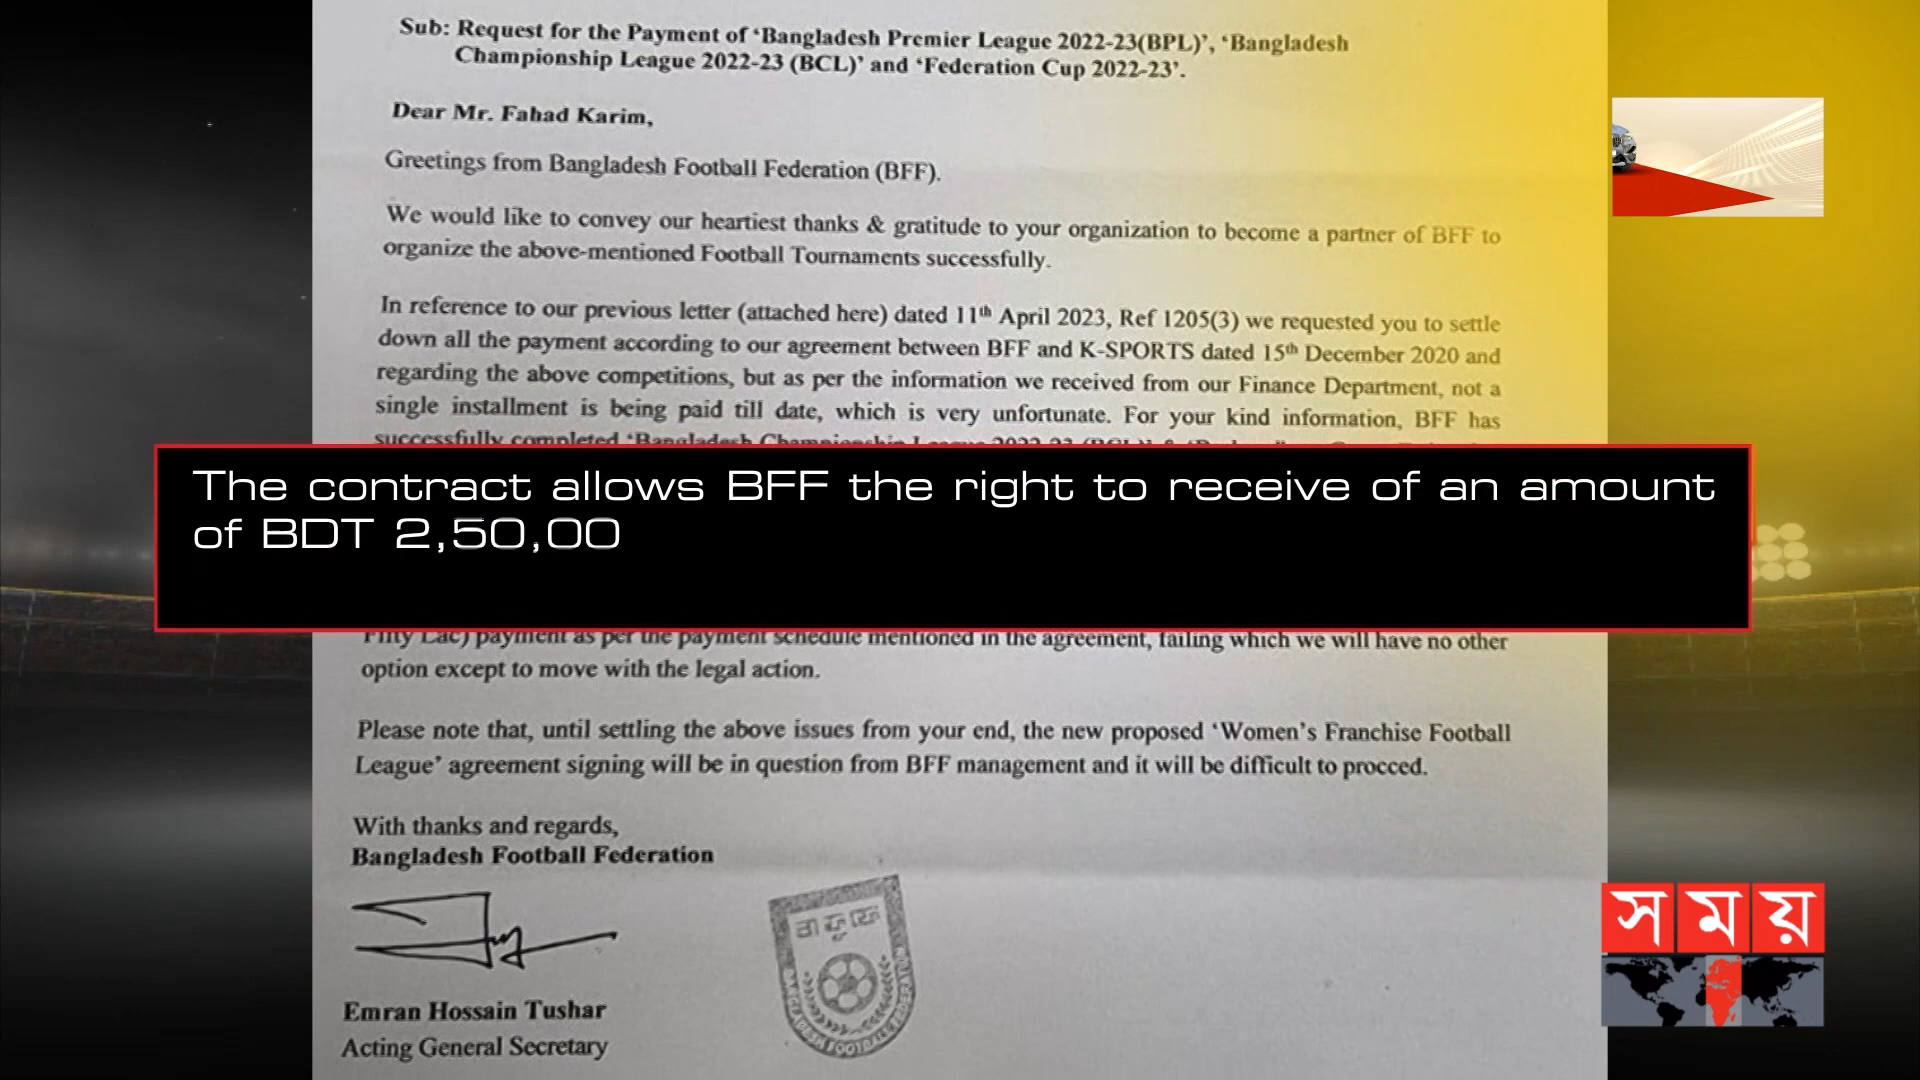 Sub: Request for the Payment of ‘Bangladesh Premier League 2022-23(BPL)’, ‘Bangladesh
Championship League 2022-23 (BCL)’ and ‘Federation Cup 2022-23’.
Dear Mr. Fahad Karim,
Greetings from Bangladesh Football Federation (BFF).
We would like to convey our heartiest thanks & gratitude to your organization to become a partner of BFF to
organize the above-mentioned Football Tournaments successfully.
In reference to our previous letter (attached here) dated 11th April 2023, Ref 1205(3) we requested you to settle
down all the payment according to our agreement between BFF and K-SPORTS dated 15th December 2020 and
regarding the above competitions, but as per the information we received from our Finance Department, not a
single installment is being paid till date, which is very unfortunate. For your kind information, BFF has
successfully completed ‘Bangladesh Championship League 2022-23 (BCL)’ &
The contract allows BFF the right to receive of an amount
of BDT 2,50,00
Fifty Lac) payment as per the payment schedule mentioned in the agreement, failing which we will have no other
option except to move with the legal action.
Please note that, until settling the above issues from your end, the new proposed ‘Women’s Franchise Football
League’ agreement signing will be in question from BFF management and it will be difficult to procced.
With thanks and regards,
Bangladesh Football Federation
বাফুফে
Emran Hossain Tushar
Acting General Secretary
সময়